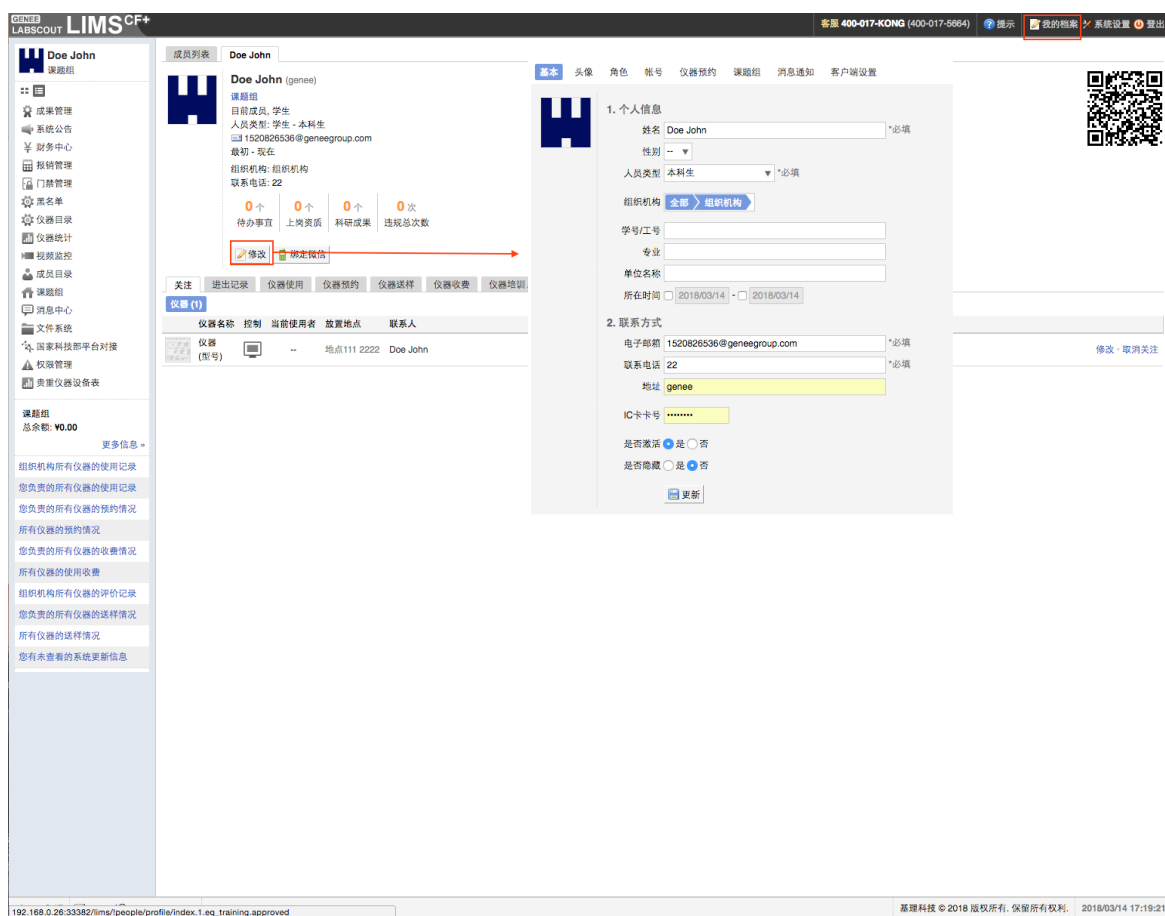 GENEE
LABSCOUT LIMS CF+
客服 400-017-KONG (400-017-5664) 提示 我的档案 系统设置 登出
Doe John
课题组
成果管理
系统公告
财务中心
报销管理
门禁管理
黑名单
仪器目录
仪器统计
视频监控
成员目录
课题组
消息中心
文件系统
国家科技部平台对接
权限管理
贵重仪器设备表
课题组
总余额: ¥0.00
更多信息 »
组织机构所有仪器的使用记录
您负责的所有仪器的使用记录
您负责的所有仪器的预约情况
所有仪器的预约情况
您负责的所有仪器的收费情况
所有仪器的使用收费
组织机构所有仪器的评价记录
您负责的所有仪器的送样情况
所有仪器的送样情况
您有未查看的系统更新信息
成员列表 Doe John
Doe John (genee)
课题组
目前成员, 学生
人员类型: 学生 - 本科生
1520826536@geneegroup.com
最初 - 现在
组织机构: 组织机构
联系电话: 22
0 个 0 个 0 个 0 次
待办事宜 上岗资质 科研成果 违规总次数
修改 绑定微信
关注 进出记录 仪器使用 仪器预约 仪器送样 仪器收费 仪器培训
仪器 (1)
仪器名称 控制 当前使用者 放置地点 联系人
仪器
(型号) -- 地点111 2222 Doe John
修改 · 取消关注
基本 头像 角色 帐号 仪器预约 课题组 消息通知 客户端设置
1. 个人信息
姓名 Doe John *必填
性别 --
人员类型 本科生 *必填
组织机构 全部 组织机构
学号/工号
专业
单位名称
所在时间 2018/03/14 - 2018/03/14
2. 联系方式
电子邮箱 1520826536@geneegroup.com *必填
联系电话 22 *必填
地址 genee
IC卡卡号 ••••••••
是否激活 是 否
是否隐藏 是 否
更新
192.168.0.26:33382/lims/!people/profile/index.1.eq_training.approved
基理科技 © 2018 版权所有. 保留所有权利. 2018/03/14 17:19:21